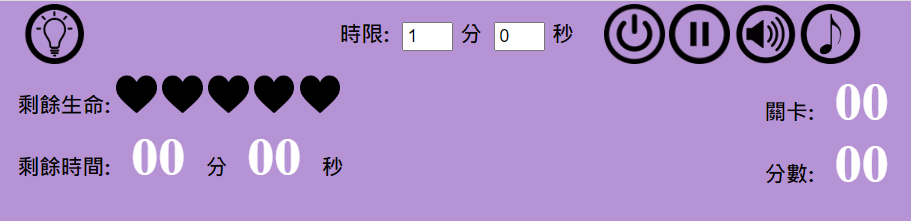 時限: 1 分 0 秒
剩餘生命:
關卡: 00
剩餘時間: 00 分 00 秒
分數: 00